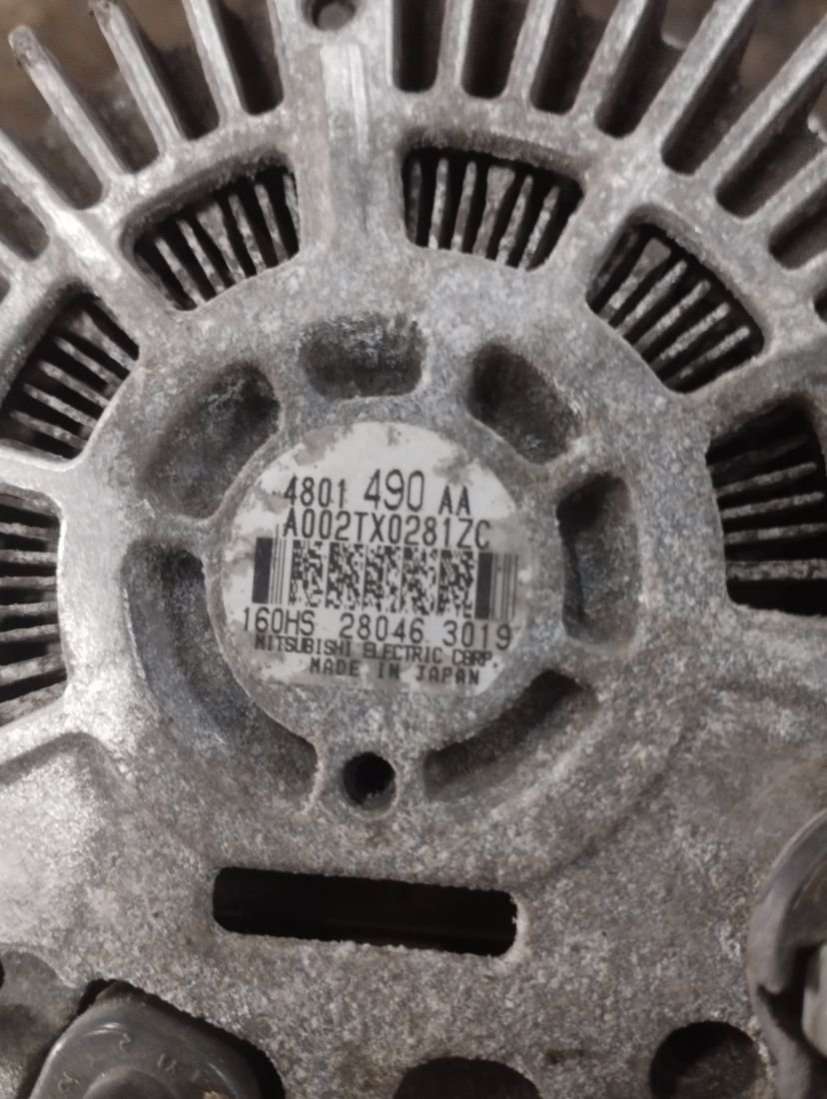 4801 490 AA
A002TX0281ZC
160HS 28046 3019
MITSUBISHI ELECTRIC CORP.
MADE IN JAPAN